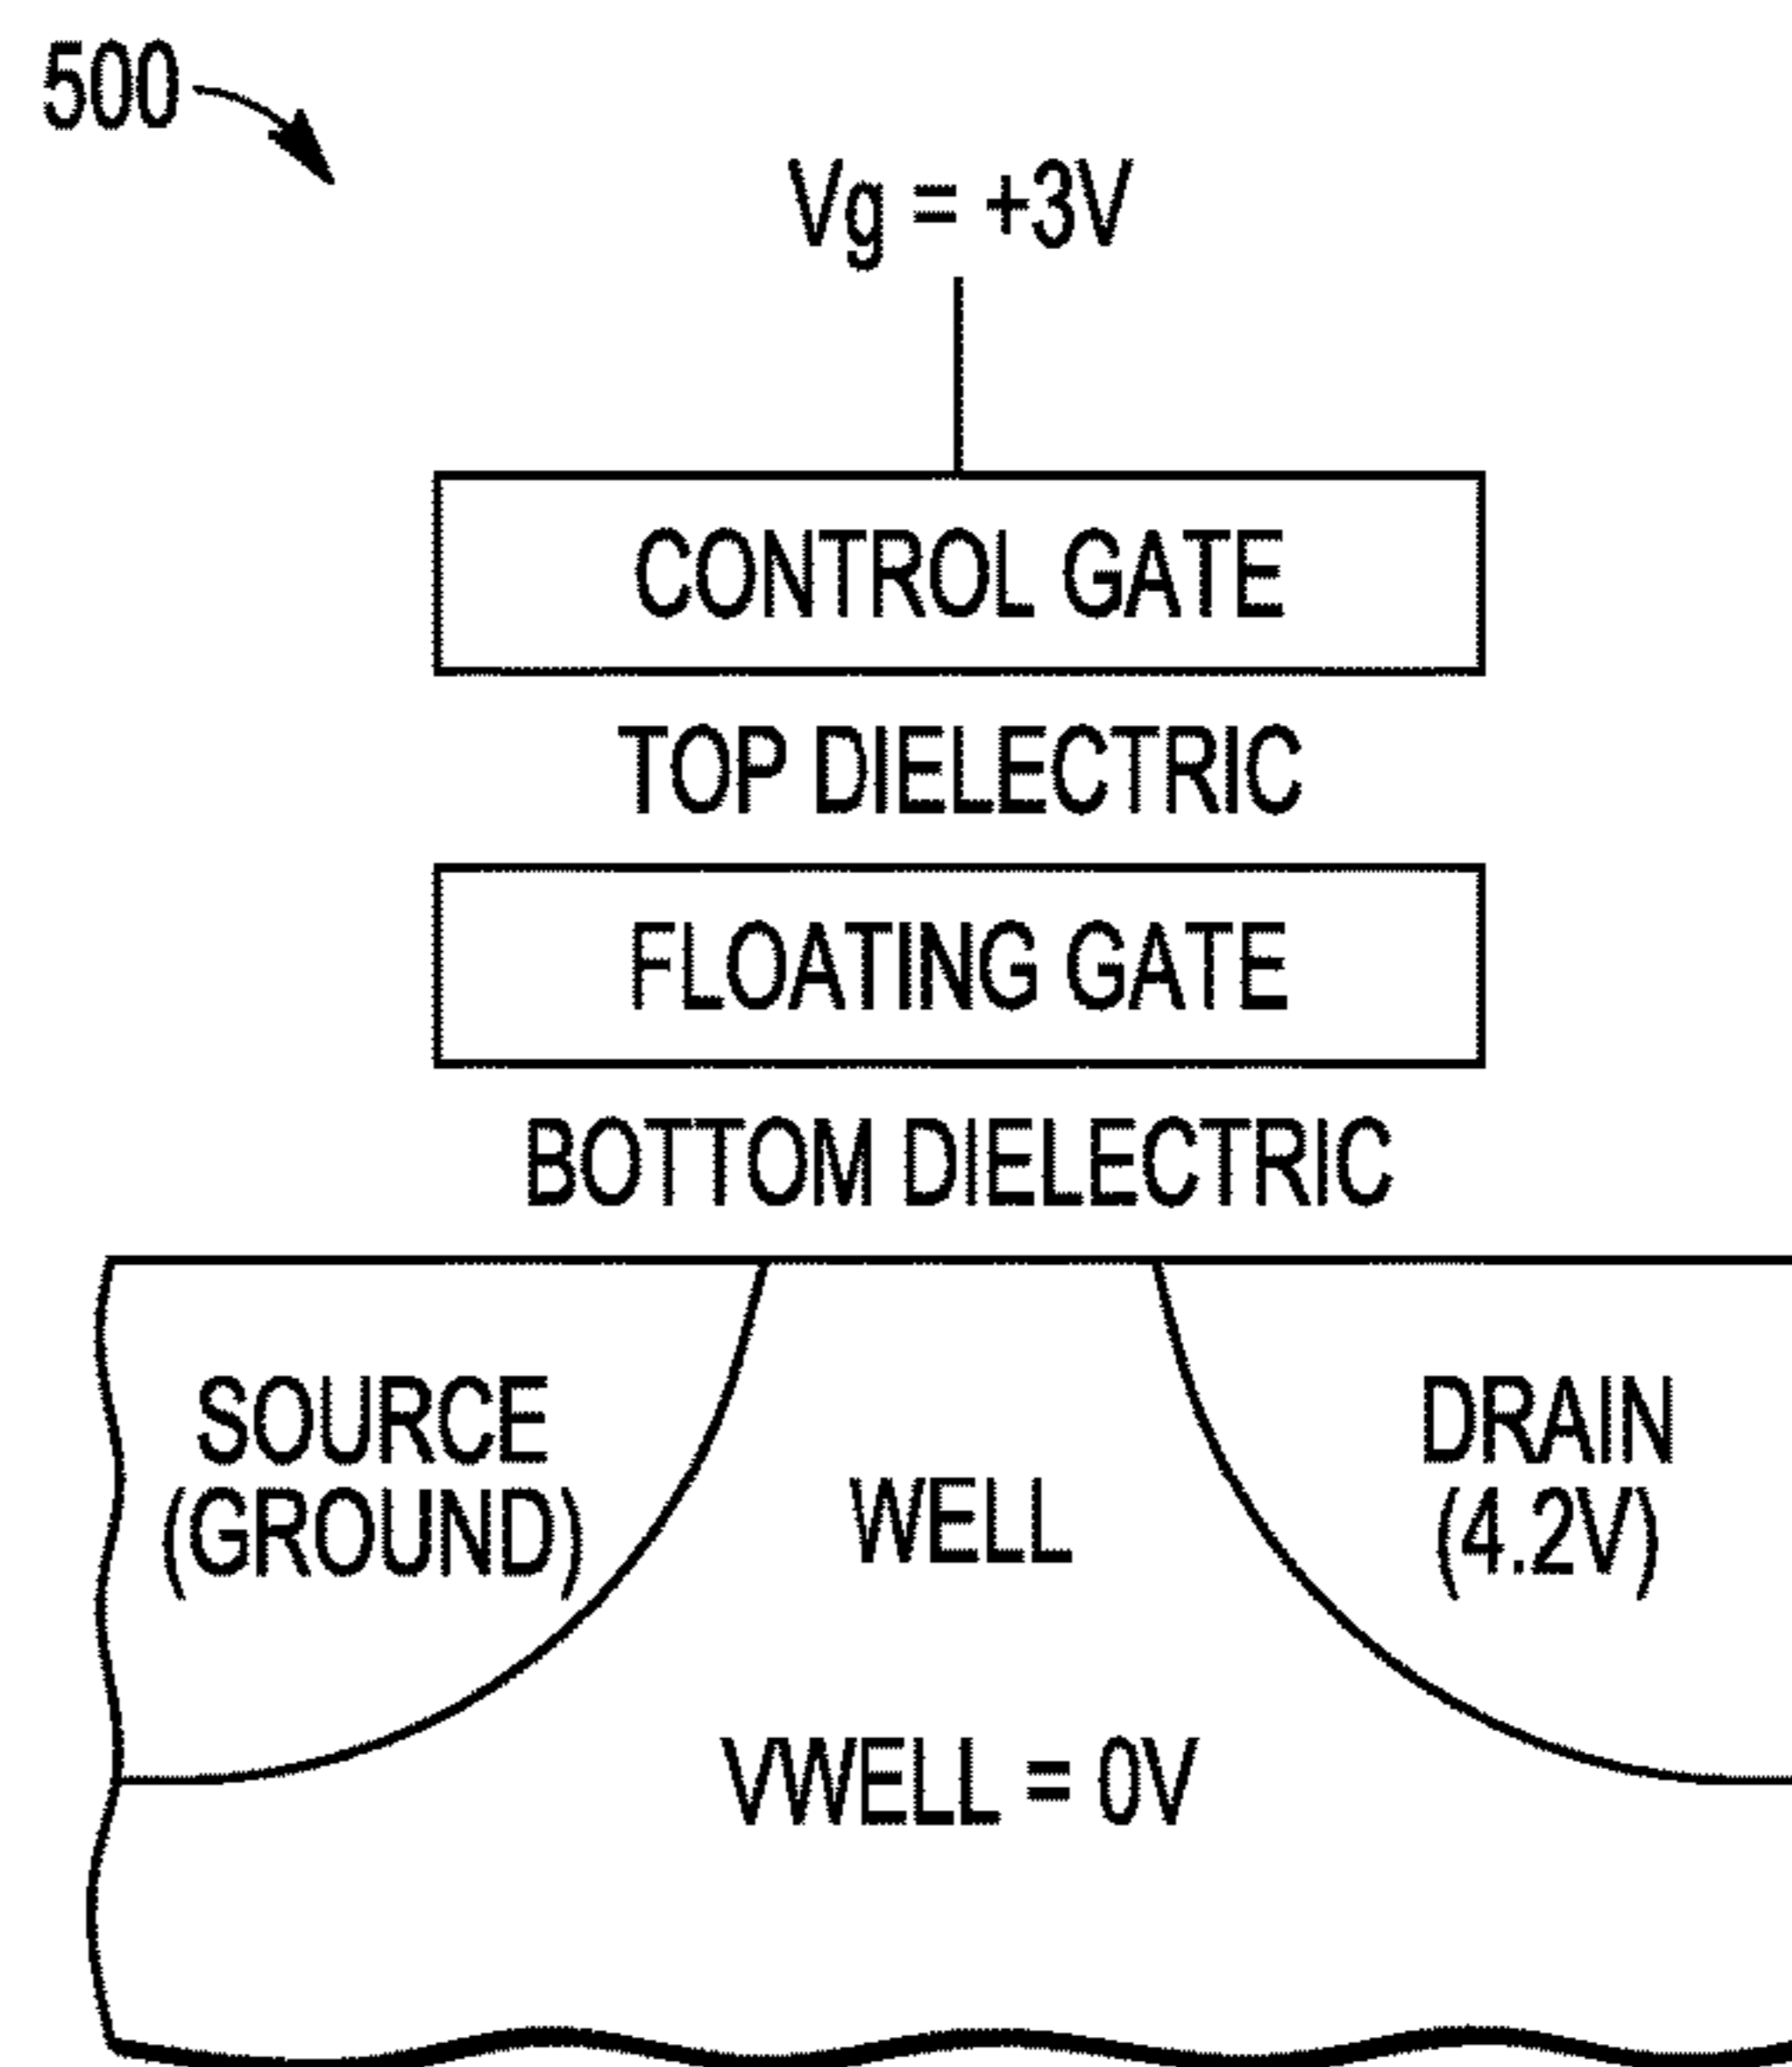 500
Vg = +3V
CONTROL GATE
TOP DIELECTRIC
FLOATING GATE
BOTTOM DIELECTRIC
SOURCE
(GROUND)
WELL
DRAIN
(4.2V)
VWELL = 0V